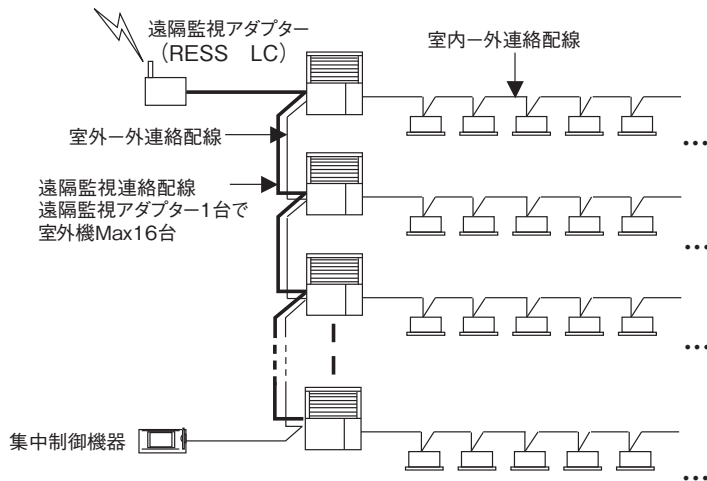 遠隔監視アダプター
（RESS　LC）
室内ー外連絡配線
室外ー外連絡配線
遠隔監視連絡配線
遠隔監視アダプター1台で
室外機Max16台
集中制御機器